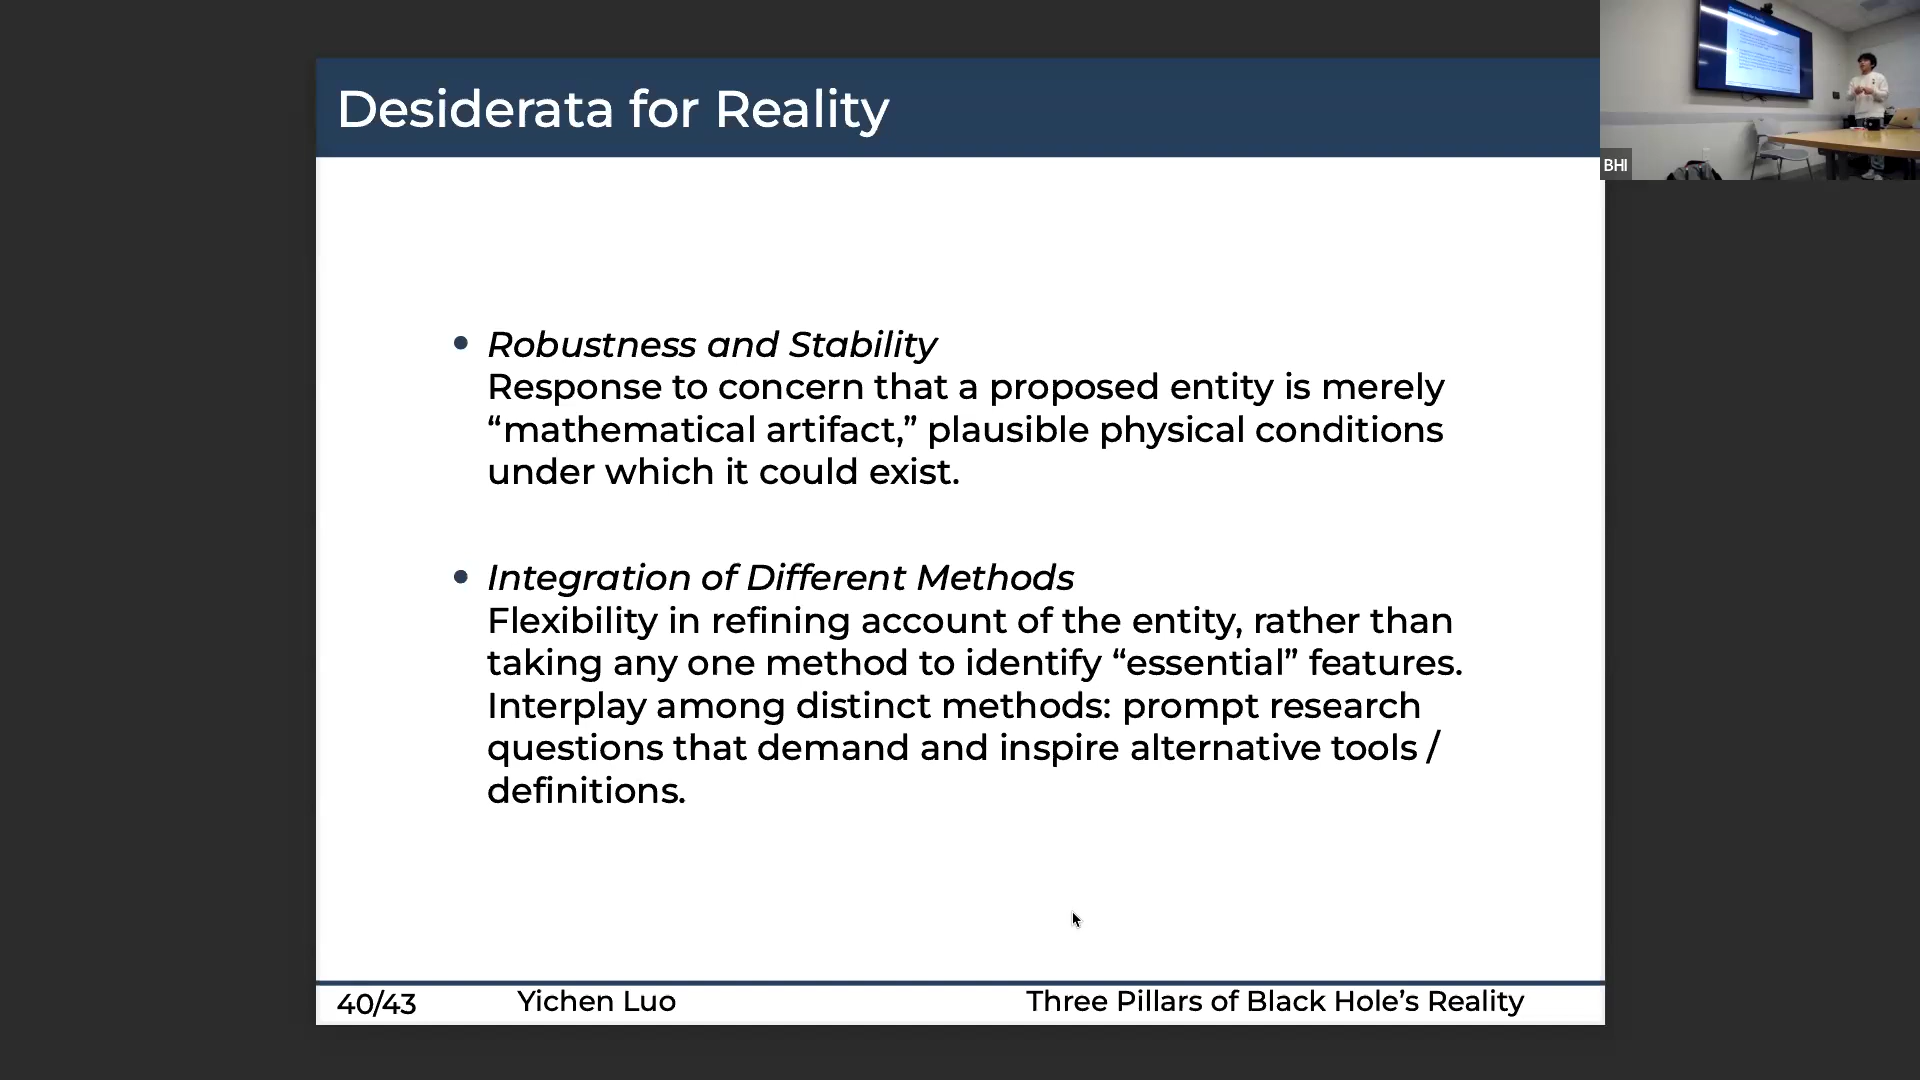 Desiderata for Reality
• Robustness and Stability
Response to concern that a proposed entity is merely
“mathematical artifact,” plausible physical conditions
under which it could exist.
• Integration of Different Methods
Flexibility in refining account of the entity, rather than
taking any one method to identify “essential” features.
Interplay among distinct methods: prompt research
questions that demand and inspire alternative tools /
definitions.
40/43
Yichen Luo
Three Pillars of Black Hole’s Reality
BHI